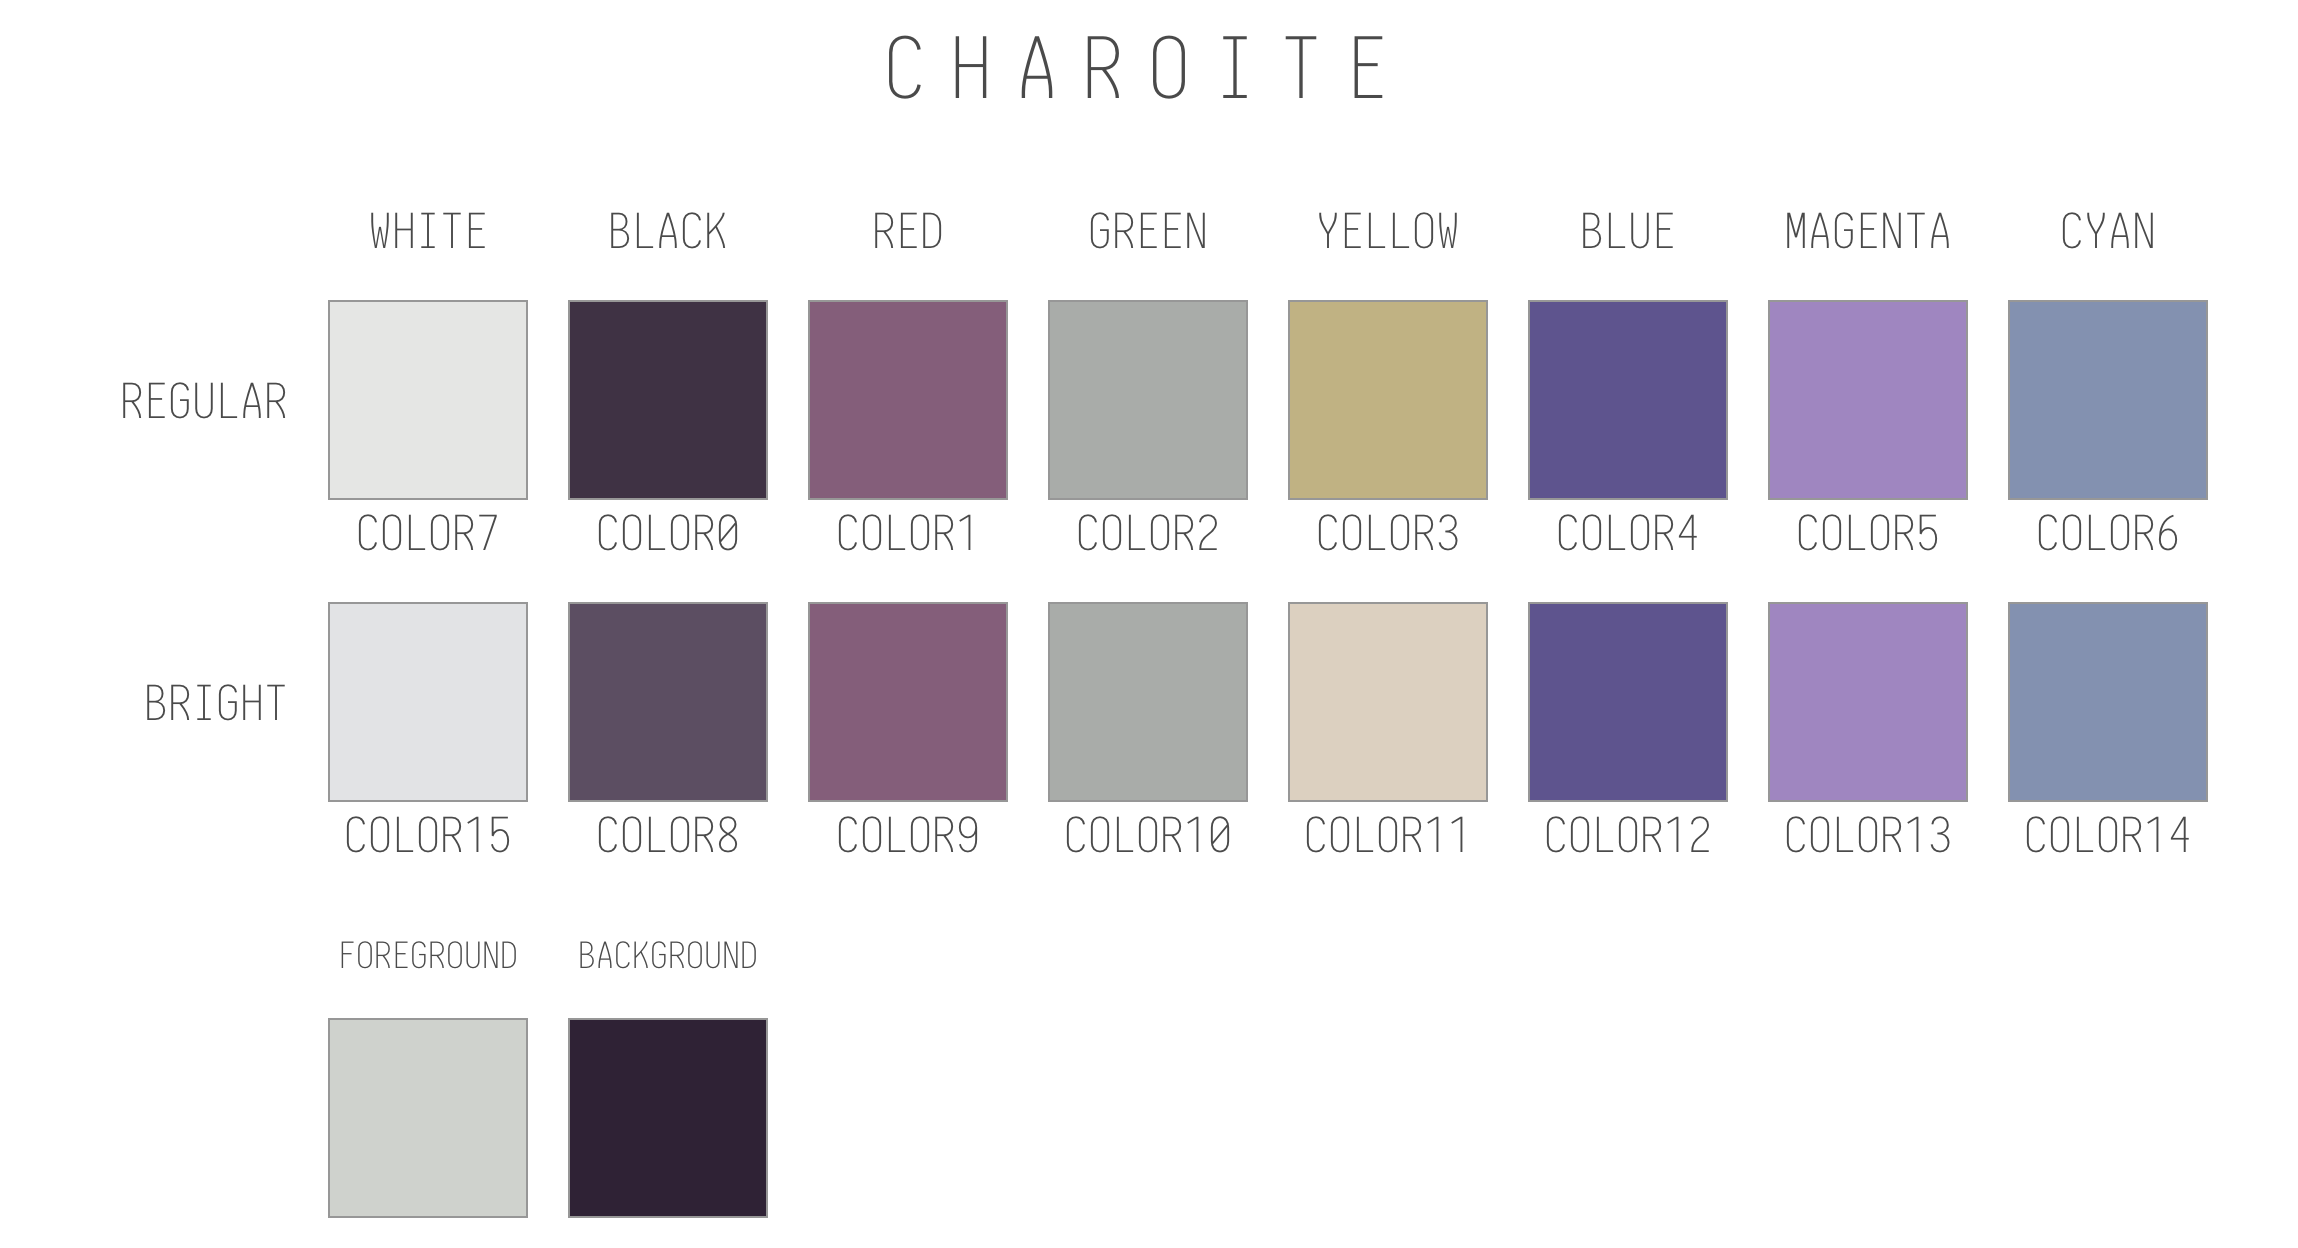 CHAROITE
WHITE BLACK RED GREEN YELLOW BLUE MAGENTA CYAN
REGULAR
COLOR7 COLOR0 COLOR1 COLOR2 COLOR3 COLOR4 COLOR5 COLOR6
BRIGHT
COLOR15 COLOR8 COLOR9 COLOR10 COLOR11 COLOR12 COLOR13 COLOR14
FOREGROUND BACKGROUND